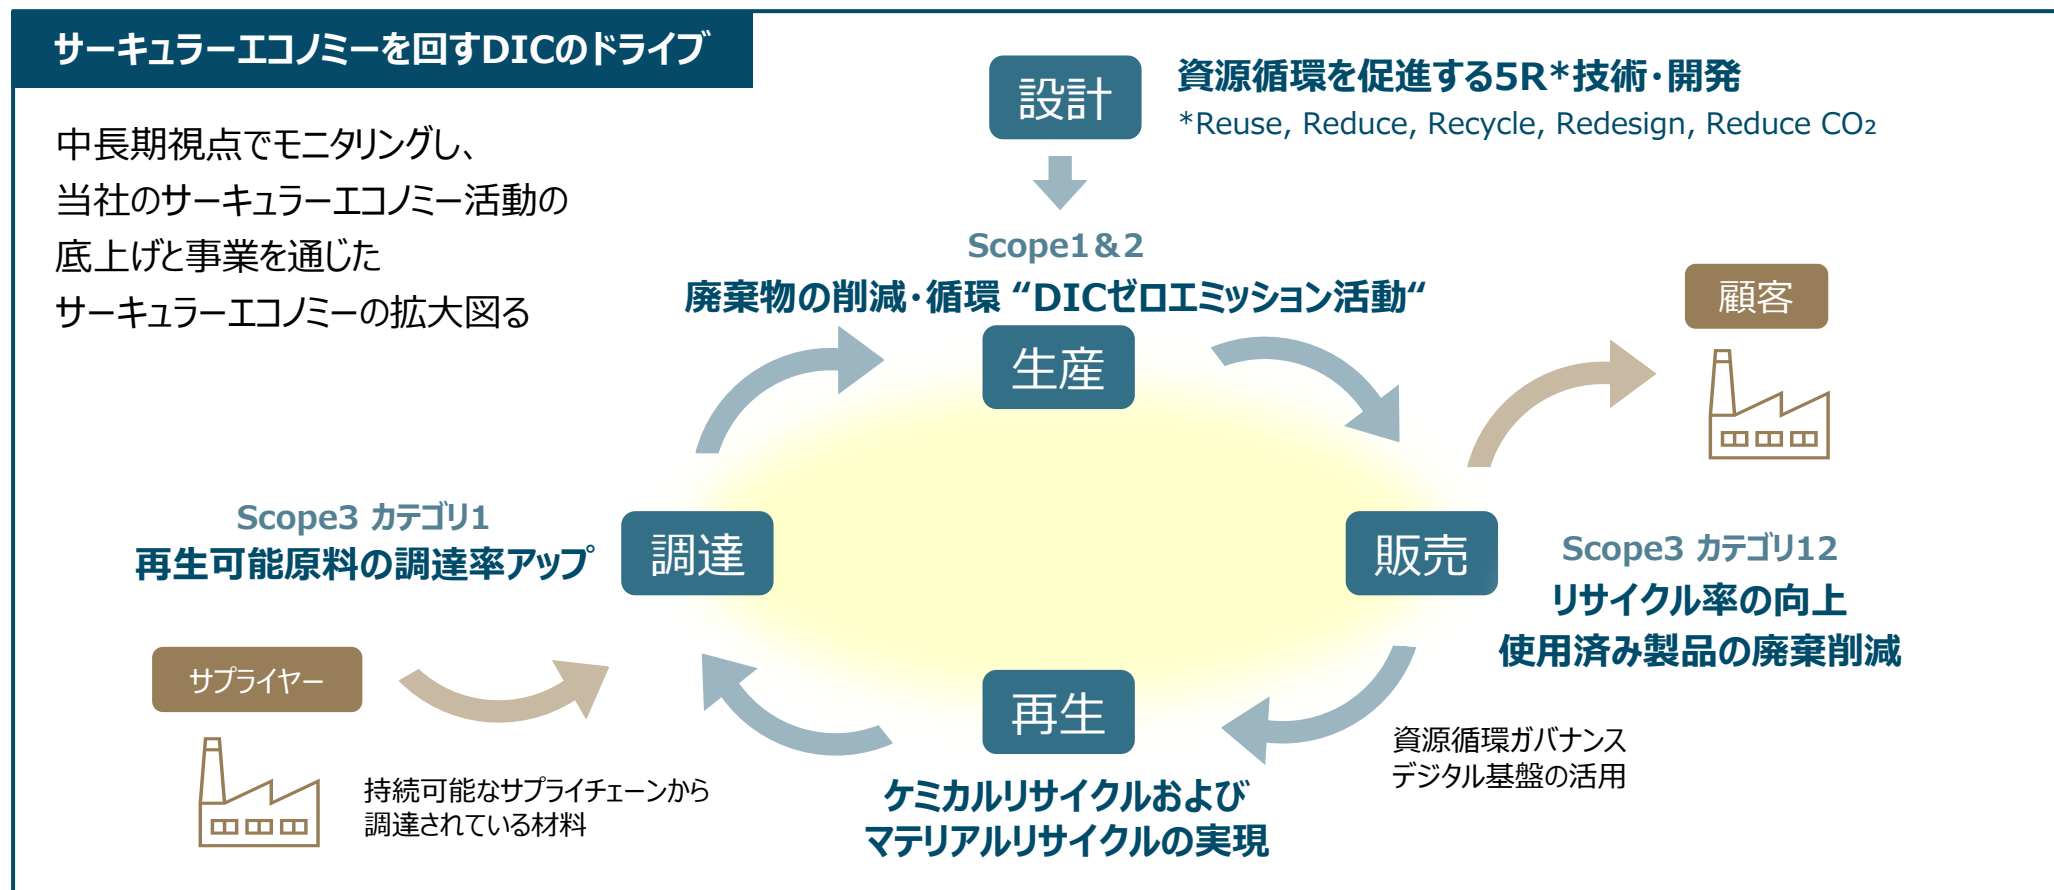 サーキュラーエコノミーを回すDICのドライブ
中長期視点でモニタリングし、
当社のサーキュラーエコノミー活動の
底上げと事業を通じた
サーキュラーエコノミーの拡大図る
設計
資源循環を促進する5R*技術・開発
*Reuse, Reduce, Recycle, Redesign, Reduce CO₂
Scope1&2
廃棄物の削減・循環 “DICゼロエミッション活動“
生産
顧客
Scope3 カテゴリ1
再生可能原料の調達率アップ
調達
販売
Scope3 カテゴリ12
リサイクル率の向上
使用済み製品の廃棄削減
サプライヤー
持続可能なサプライチェーンから
調達されている材料
再生
ケミカルリサイクルおよび
マテリアルリサイクルの実現
資源循環ガバナンス
デジタル基盤の活用